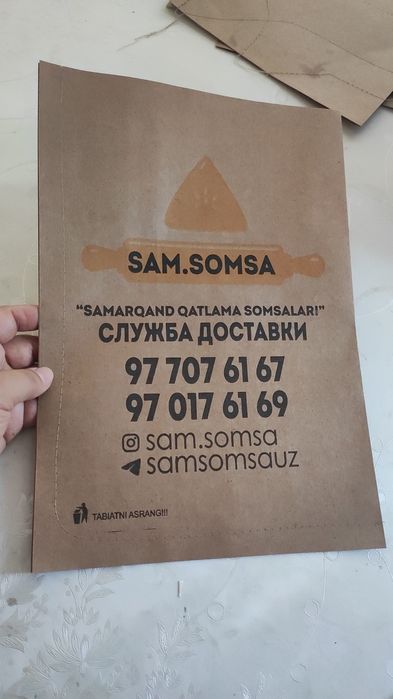 SAM.SOMSA
“SAMARQAND QATLAMA SOMSALARI”
СЛУЖБА ДОСТАВКИ
97 707 61 67
97 017 61 69
sam.somsa
samsomsauz
TABIATNI ASRANG!!!